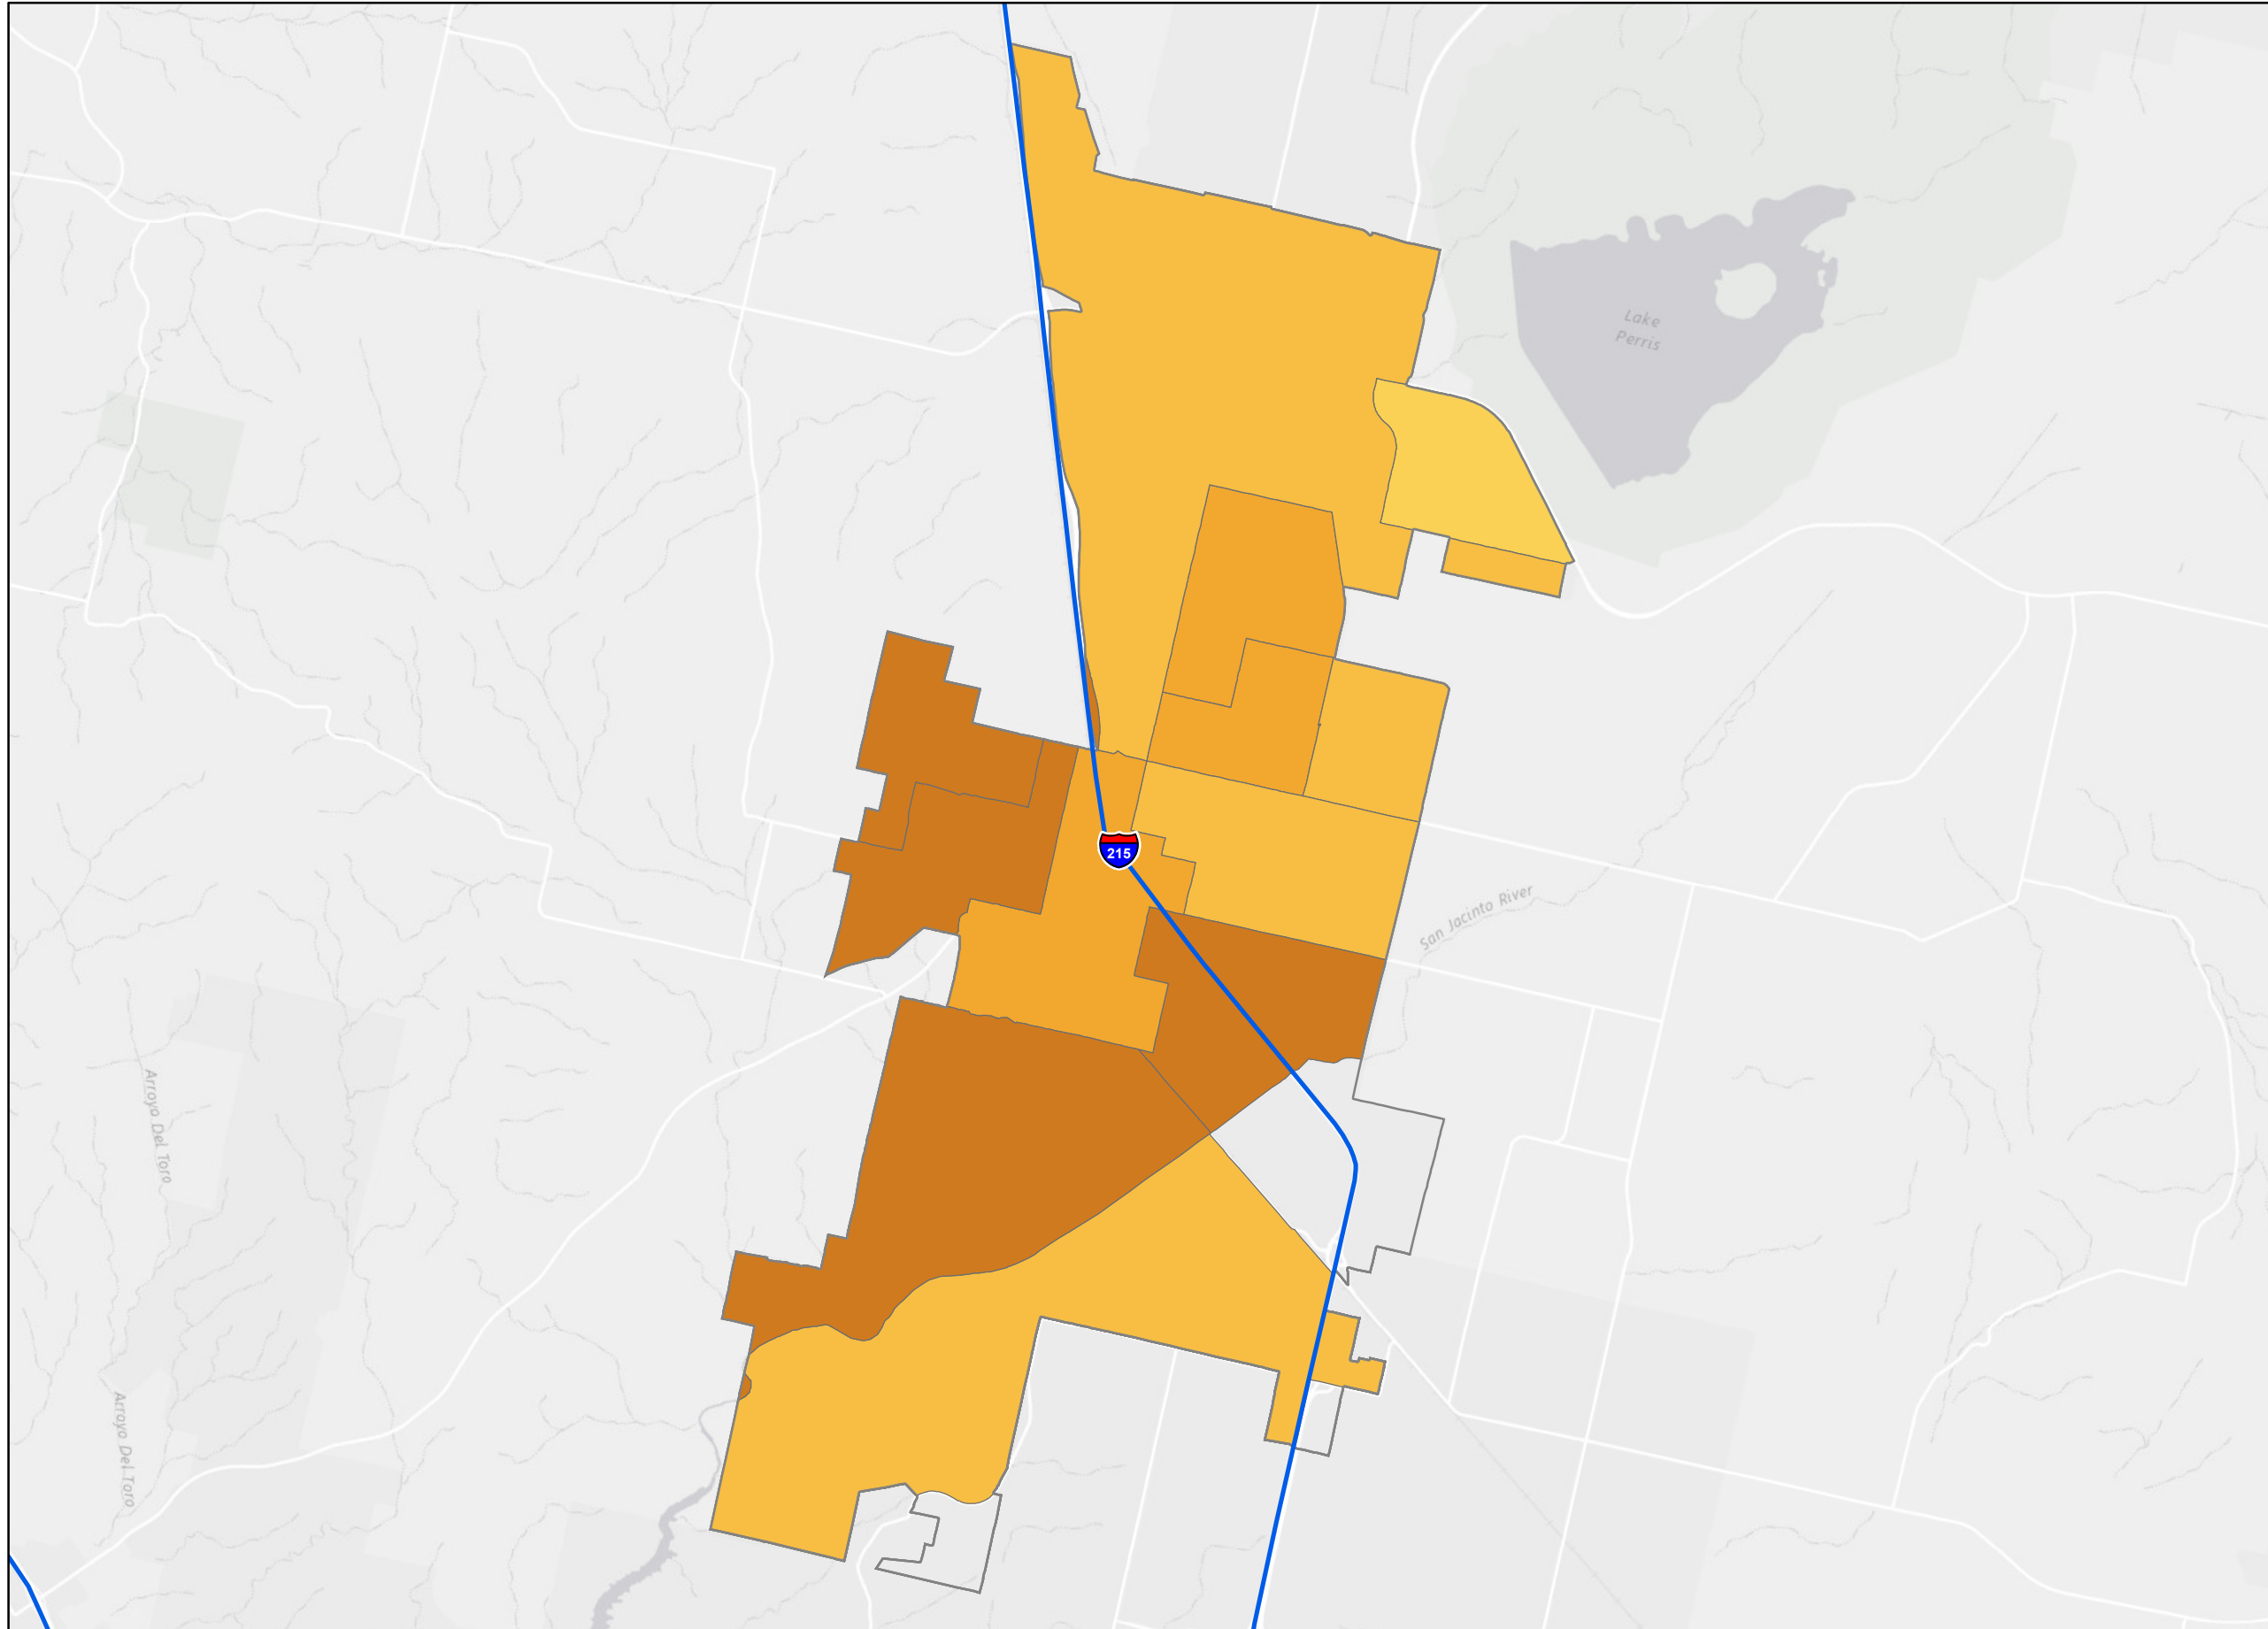 Lake
Perris
215
San Jacinto River
Arroyo Del Toro
Arroyo Del Toro